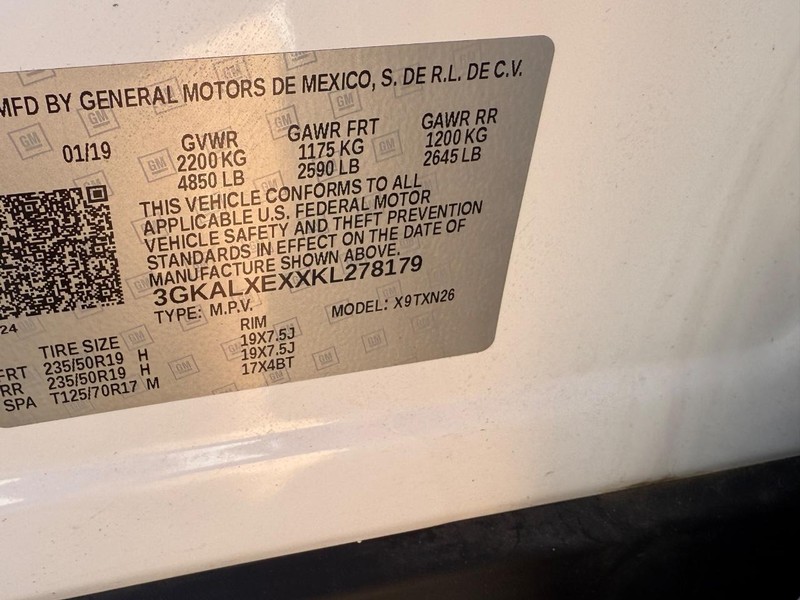 MFD BY GENERAL MOTORS DE MEXICO, S. DE R.L. DE C.V.
01/19
GVWR GAWR FRT GAWR RR
2200 KG 1175 KG 1200 KG
4850 LB 2590 LB 2645 LB
THIS VEHICLE CONFORMS TO ALL
APPLICABLE U.S. FEDERAL MOTOR
VEHICLE SAFETY AND THEFT PREVENTION
STANDARDS IN EFFECT ON THE DATE OF
MANUFACTURE SHOWN ABOVE.
3GKALXEXXKL278179
TYPE: M.P.V. MODEL: X9TXN26
24
TIRE SIZE RIM
FRT 235/50R19 H 19X7.5J
RR 235/50R19 H 19X7.5J
SPA T125/70R17 M 17X4BT